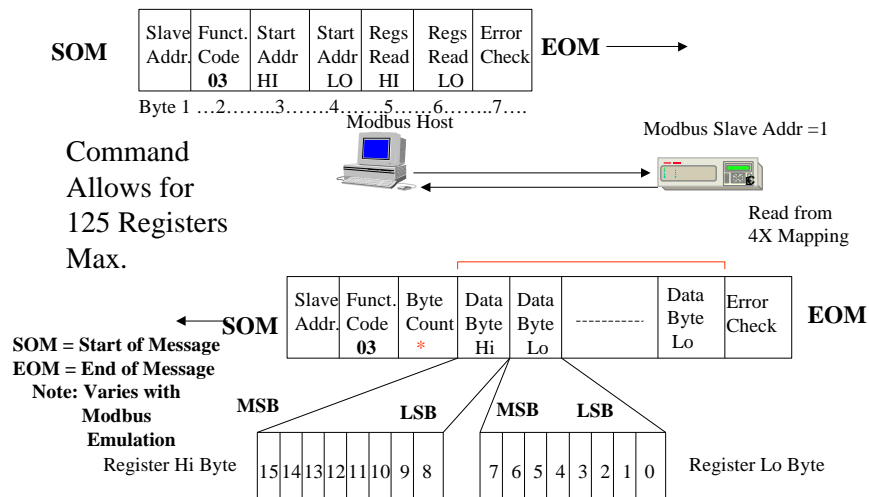 SOM
Slave Addr.
Funct. Code 03
Start Addr HI
Start Addr LO
Regs Read HI
Regs Read LO
Error Check
EOM
Byte 1 …2……..3…….4……..5……6……..7….
Modbus Host
Modbus Slave Addr =1
Command
Allows for
125 Registers
Max.
Read from
4X Mapping
SOM
Slave Addr.
Funct. Code 03
Byte Count *
Data Byte Hi
Data Byte Lo
----------
Data Byte Lo
Error Check
EOM
SOM = Start of Message
EOM = End of Message
Note: Varies with
Modbus
Emulation
MSB
LSB
MSB
LSB
Register Hi Byte
15 14 13 12 11 10 9 8
7 6 5 4 3 2 1 0
Register Lo Byte